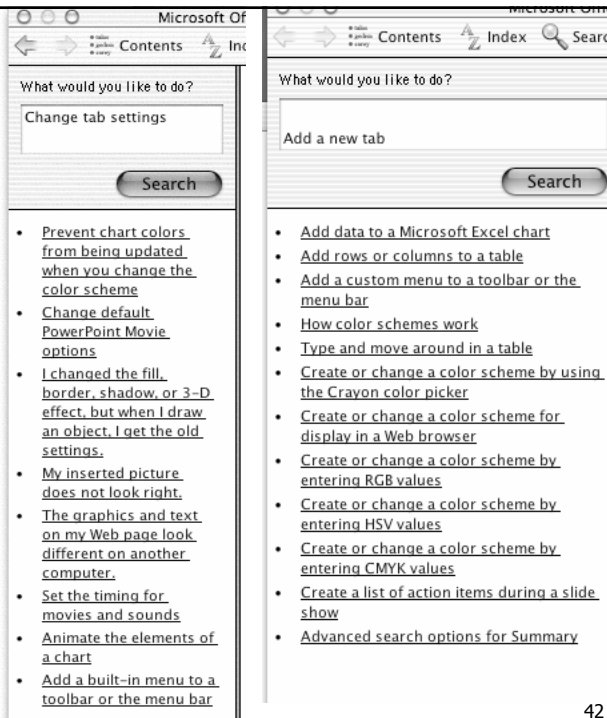 Microsoft Of
Contents
What would you like to do?
Change tab settings
Search
• Prevent chart colors
from being updated
when you change the
color scheme
• Change default
PowerPoint Movie
options
• I changed the fill,
border, shadow, or 3-D
effect, but when I draw
an object, I get the old
settings.
• My inserted picture
does not look right.
• The graphics and text
on my Web page look
different on another
computer.
• Set the timing for
movies and sounds
• Animate the elements of
a chart
• Add a built-in menu to a
toolbar or the menu bar
Contents Index Searc
What would you like to do?
Add a new tab
Search
• Add data to a Microsoft Excel chart
• Add rows or columns to a table
• Add a custom menu to a toolbar or the
menu bar
• How color schemes work
• Type and move around in a table
• Create or change a color scheme by using
the Crayon color picker
• Create or change a color scheme for
display in a Web browser
• Create or change a color scheme by
entering RGB values
• Create or change a color scheme by
entering HSV values
• Create or change a color scheme by
entering CMYK values
• Create a list of action items during a slide
show
• Advanced search options for Summary
42